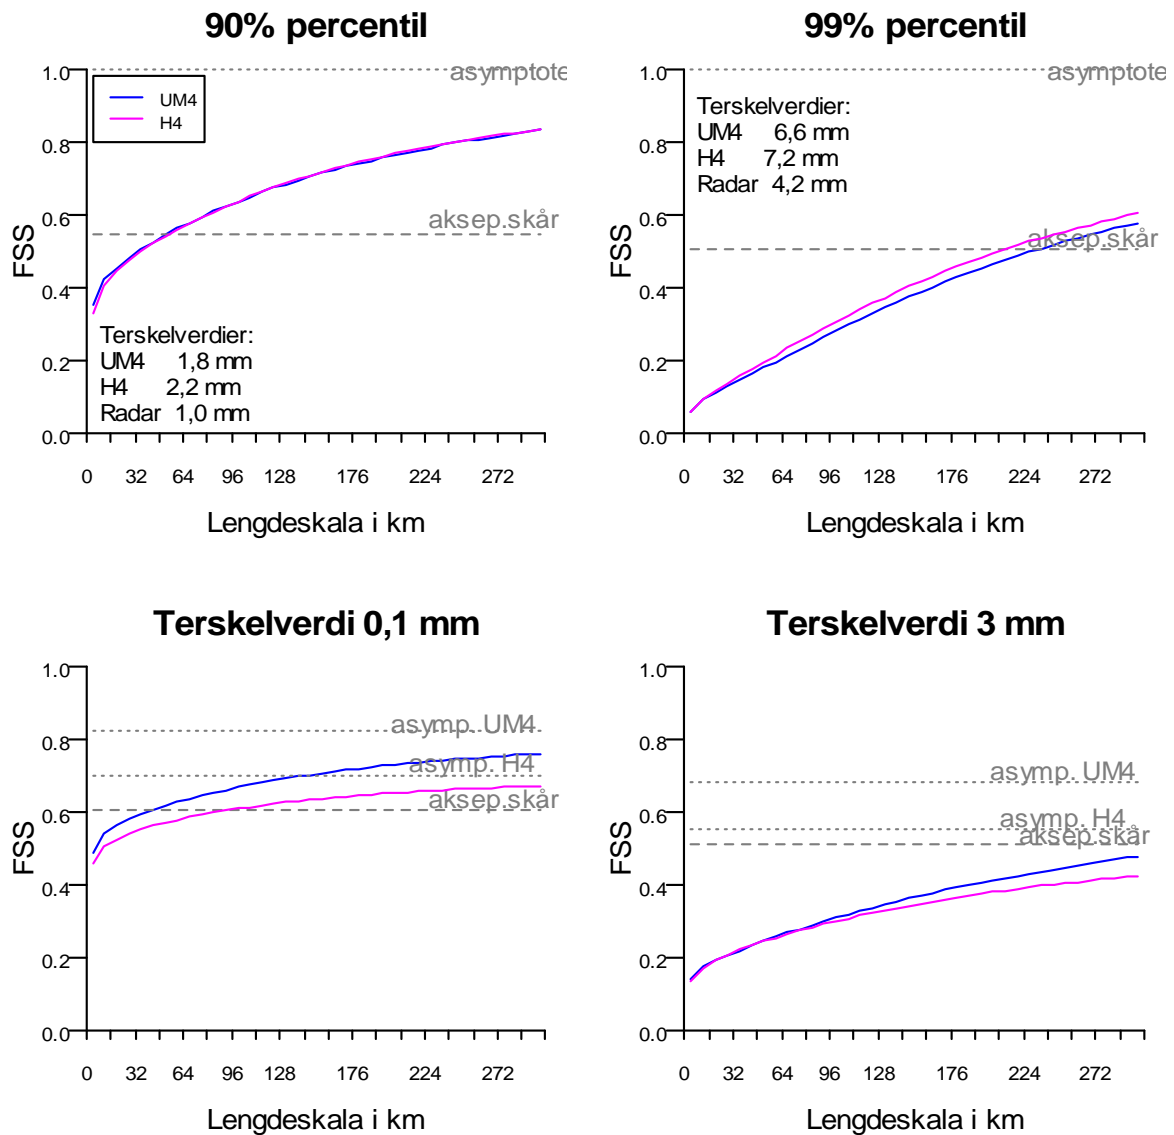 90% percentil
1.0
0.8
0.6
0.4
0.2
0.0
FSS
asymptote
UM4
H4
aksep.skår
Terskelverdier:
UM4 1,8 mm
H4 2,2 mm
Radar 1,0 mm
0 32 64 96 128 176 224 272
Lengdeskala i km
99% percentil
1.0
0.8
0.6
0.4
0.2
0.0
FSS
asymptote
Terskelverdier:
UM4 6,6 mm
H4 7,2 mm
Radar 4,2 mm
aksep.skår
0 32 64 96 128 176 224 272
Lengdeskala i km
Terskelverdi 0,1 mm
1.0
0.8
0.6
0.4
0.2
0.0
FSS
asymp. UM4
asymp. H4
aksep.skår
0 32 64 96 128 176 224 272
Lengdeskala i km
Terskelverdi 3 mm
1.0
0.8
0.6
0.4
0.2
0.0
FSS
asymp. UM4
asymp. H4
aksep.skår
0 32 64 96 128 176 224 272
Lengdeskala i km